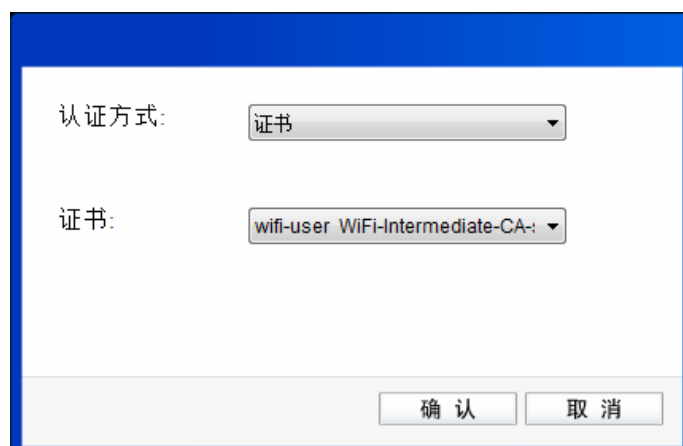 认证方式:
证书
证书:
wifi-user WiFi-Intermediate-CA-
确 认
取 消